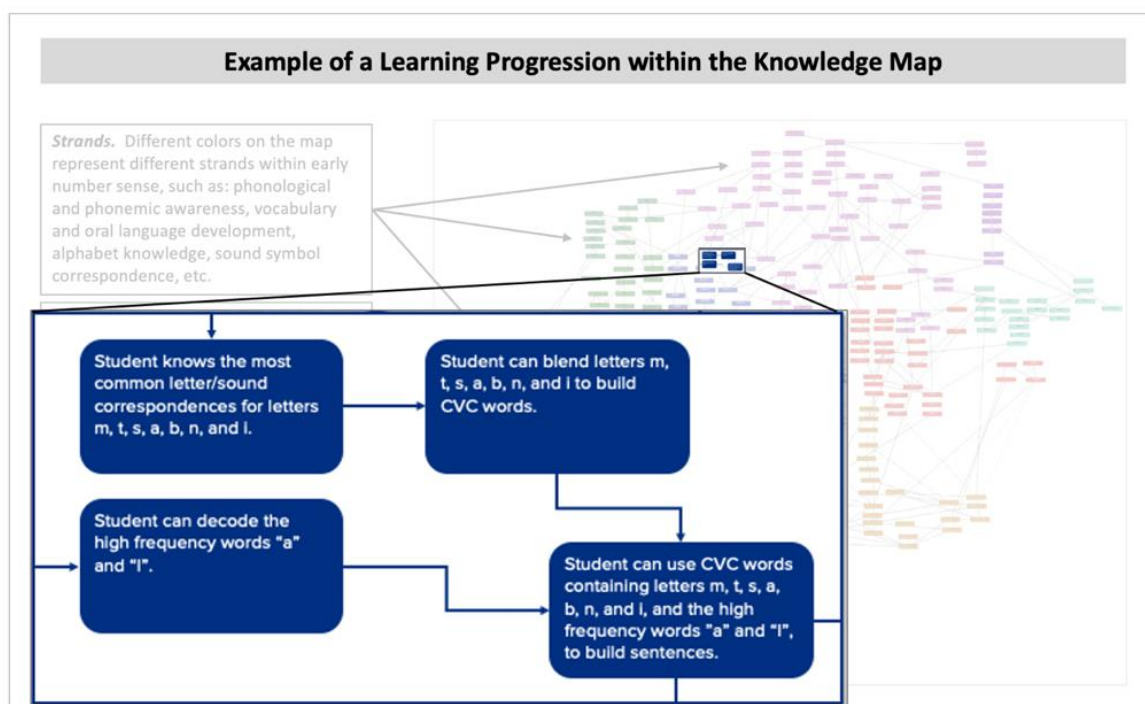 Example of a Learning Progression within the Knowledge Map
Strands. Different colors on the map
represent different strands within early
number sense, such as: phonological
and phonemic awareness, vocabulary
and oral language development,
alphabet knowledge, sound symbol
correspondence, etc.
Student knows the most
common letter/sound
correspondences for letters
m, t, s, a, b, n, and i.
Student can blend letters m,
t, s, a, b, n, and i to build
CVC words.
Student can decode the
high frequency words “a”
and “I”.
Student can use CVC words
containing letters m, t, s, a,
b, n, and i, and the high
frequency words “a” and “I”,
to build sentences.